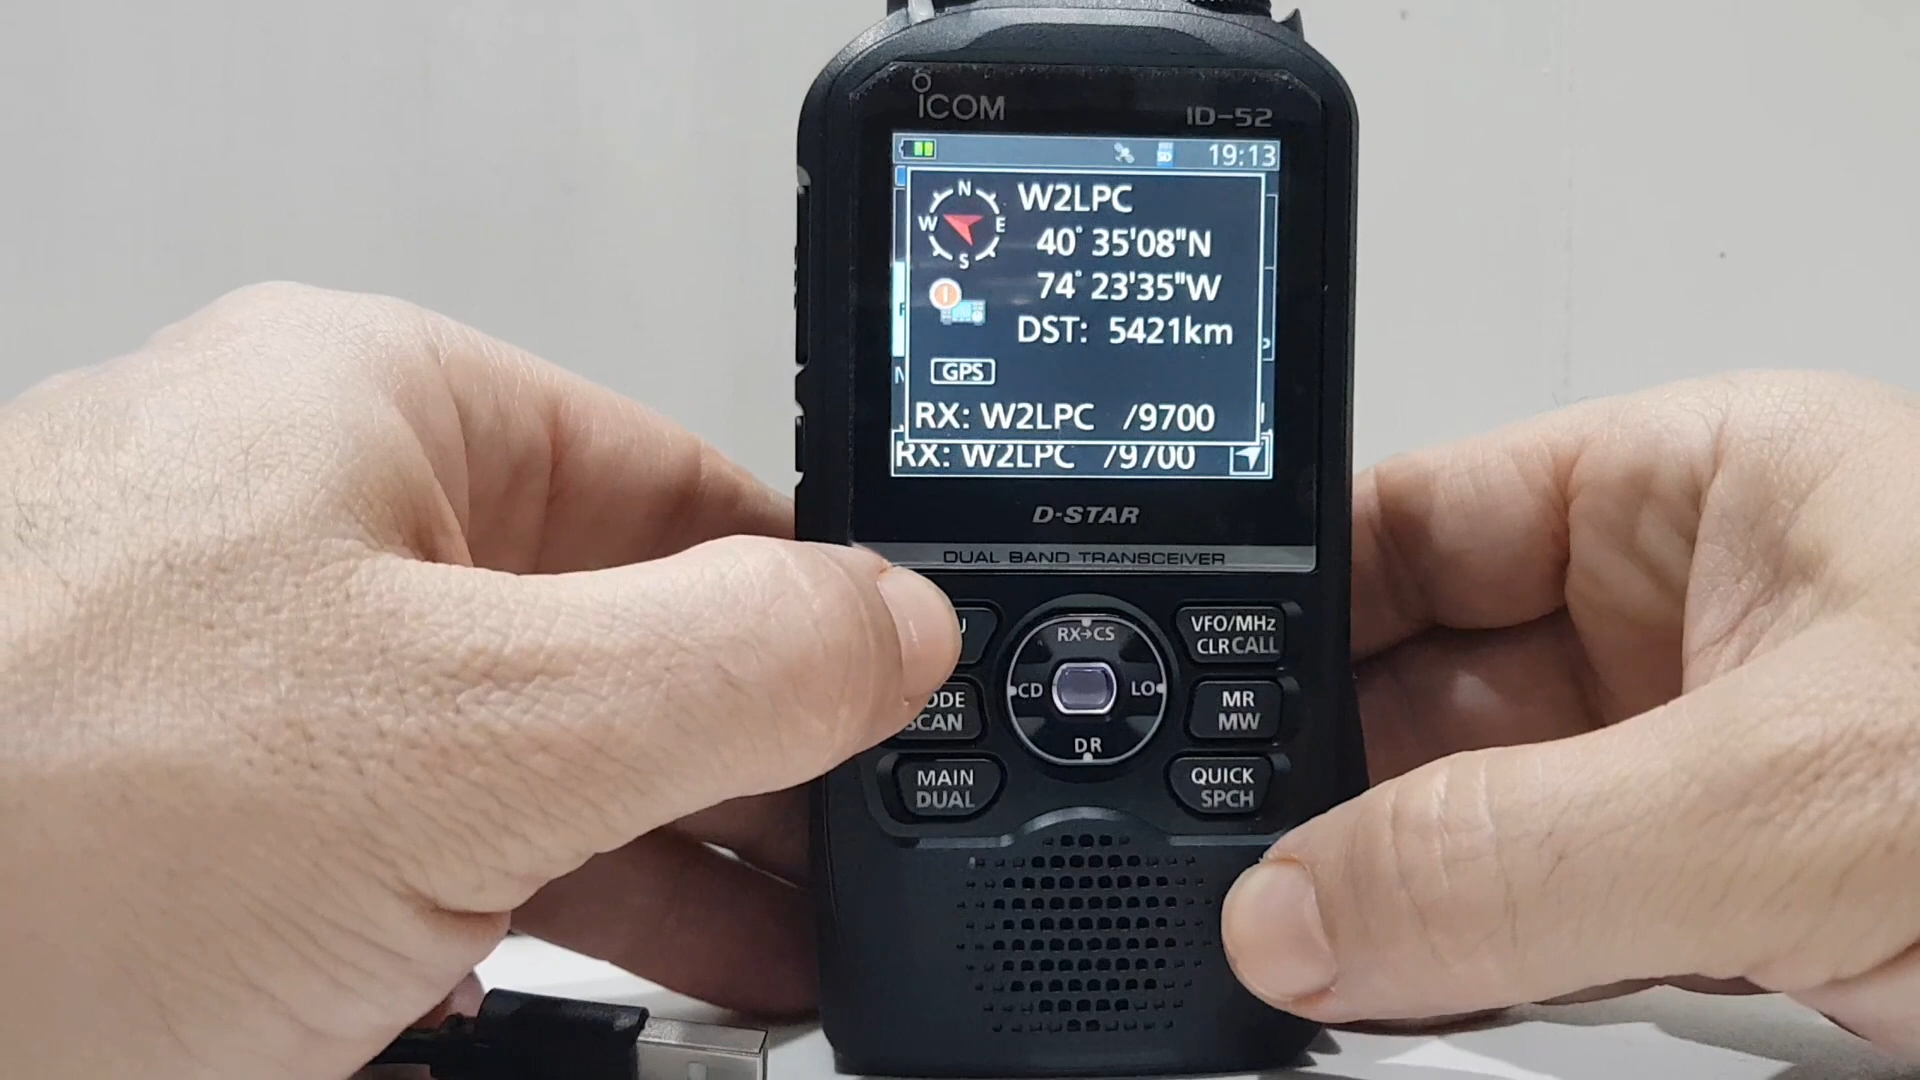 ICOM
ID-52
19:13
N
W E
S
W2LPC
40° 35'08"N
74° 23'35"W
DST: 5421km
GPS
RX: W2LPC /9700
RX: W2LPC /9700
D-STAR
DUAL BAND TRANSCEIVER
RX→CS
CD
LO
DR
VFO/MHz
CLR CALL
ODE
SCAN
MR
MW
MAIN
DUAL
QUICK
SPCH